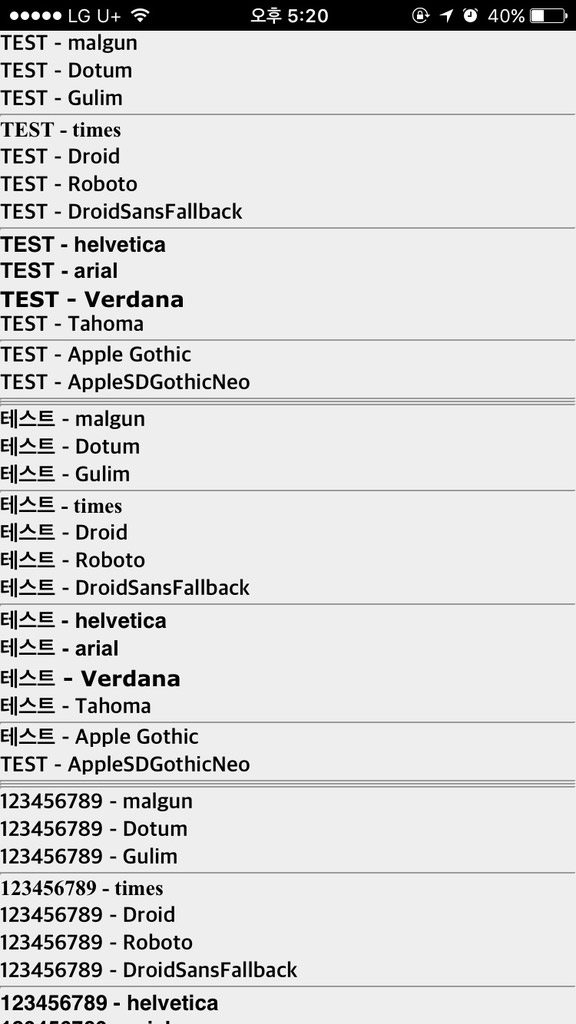 LG U+ 오후 5:20 40%
TEST - malgun
TEST - Dotum
TEST - Gulim
TEST - times
TEST - Droid
TEST - Roboto
TEST - DroidSansFallback
TEST - helvetica
TEST - arial
TEST - Verdana
TEST - Tahoma
TEST - Apple Gothic
TEST - AppleSDGothicNeo
테스트 - malgun
테스트 - Dotum
테스트 - Gulim
테스트 - times
테스트 - Droid
테스트 - Roboto
테스트 - DroidSansFallback
테스트 - helvetica
테스트 - arial
테스트 - Verdana
테스트 - Tahoma
테스트 - Apple Gothic
TEST - AppleSDGothicNeo
123456789 - malgun
123456789 - Dotum
123456789 - Gulim
123456789 - times
123456789 - Droid
123456789 - Roboto
123456789 - DroidSansFallback
123456789 - helvetica